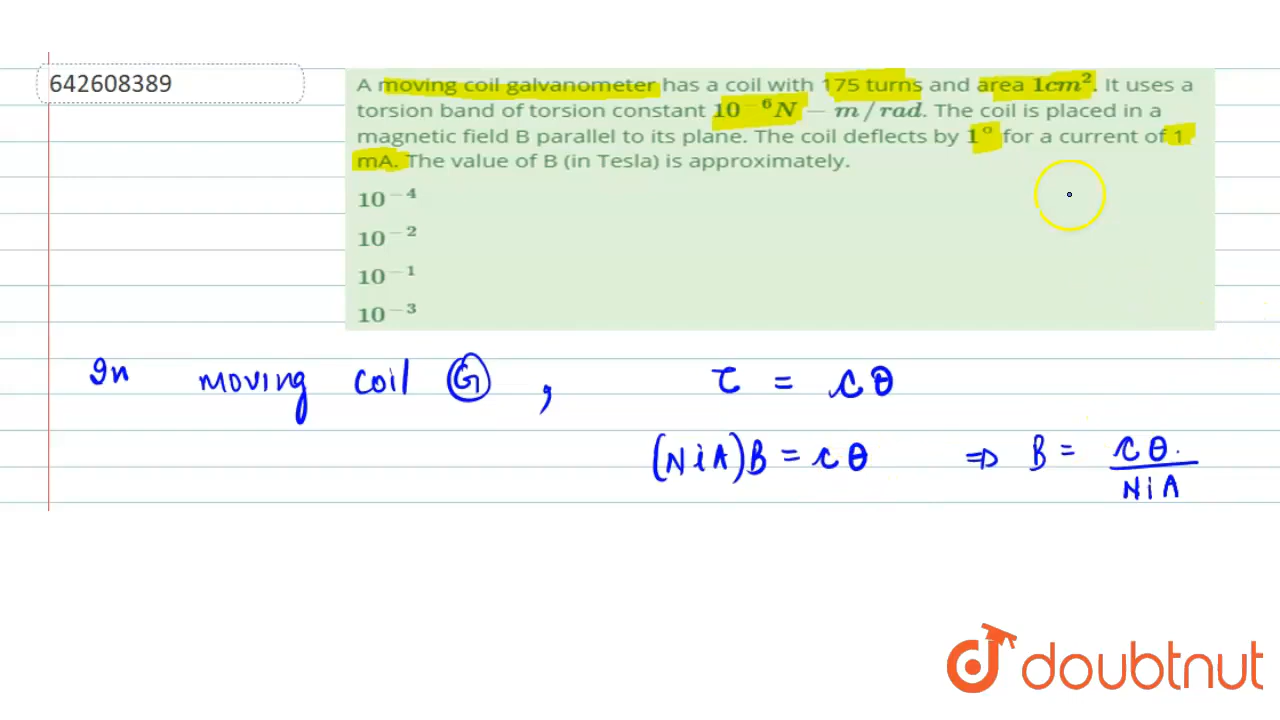 642608389
A moving coil galvanometer has a coil with 175 turns and area 1cm². It uses a
torsion band of torsion constant 10⁻⁶N − m/rad. The coil is placed in a
magnetic field B parallel to its plane. The coil deflects by 1° for a current of 1
mA. The value of B (in Tesla) is approximately.
10⁻⁴
10⁻²
10⁻¹
10⁻³
In moving coil G, τ = cθ
(NiA)B = cθ ⇒ B = cθ/NiA
doubtnut